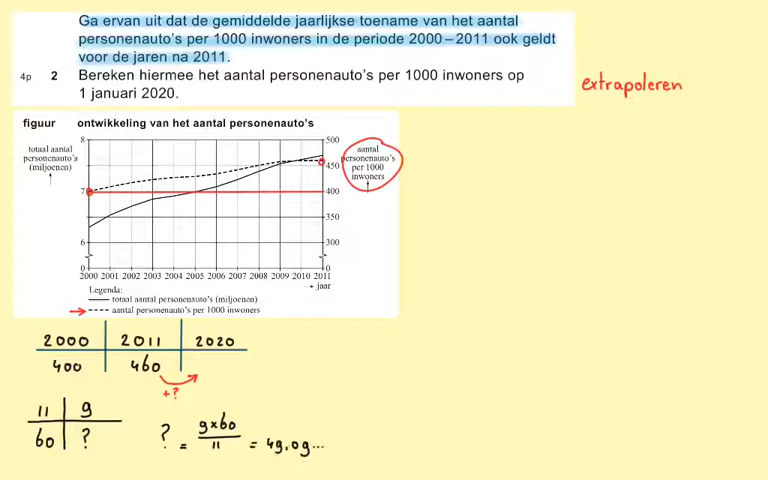 Ga ervan uit dat de gemiddelde jaarlijkse toename van het aantal
personenauto's per 1000 inwoners in de periode 2000–2011 ook geldt
voor de jaren na 2011.
4p 2 Bereken hiermee het aantal personenauto's per 1000 inwoners op
1 januari 2020.
extrapoleren
figuur ontwikkeling van het aantal personenauto's
totaal aantal
personenauto's
(miljoenen)
8
7
6
0
500
450
400
350
300
0
aantal
personenauto's
per 1000
inwoners
2000 2001 2002 2003 2004 2005 2006 2007 2008 2009 2010 2011
jaar
Legenda:
totaal aantal personenauto's (miljoenen)
aantal personenauto's per 1000 inwoners
2000 2011 2020
400 460
+?
11 9
60 ?
? = 9x60 / 11 = 49,09...